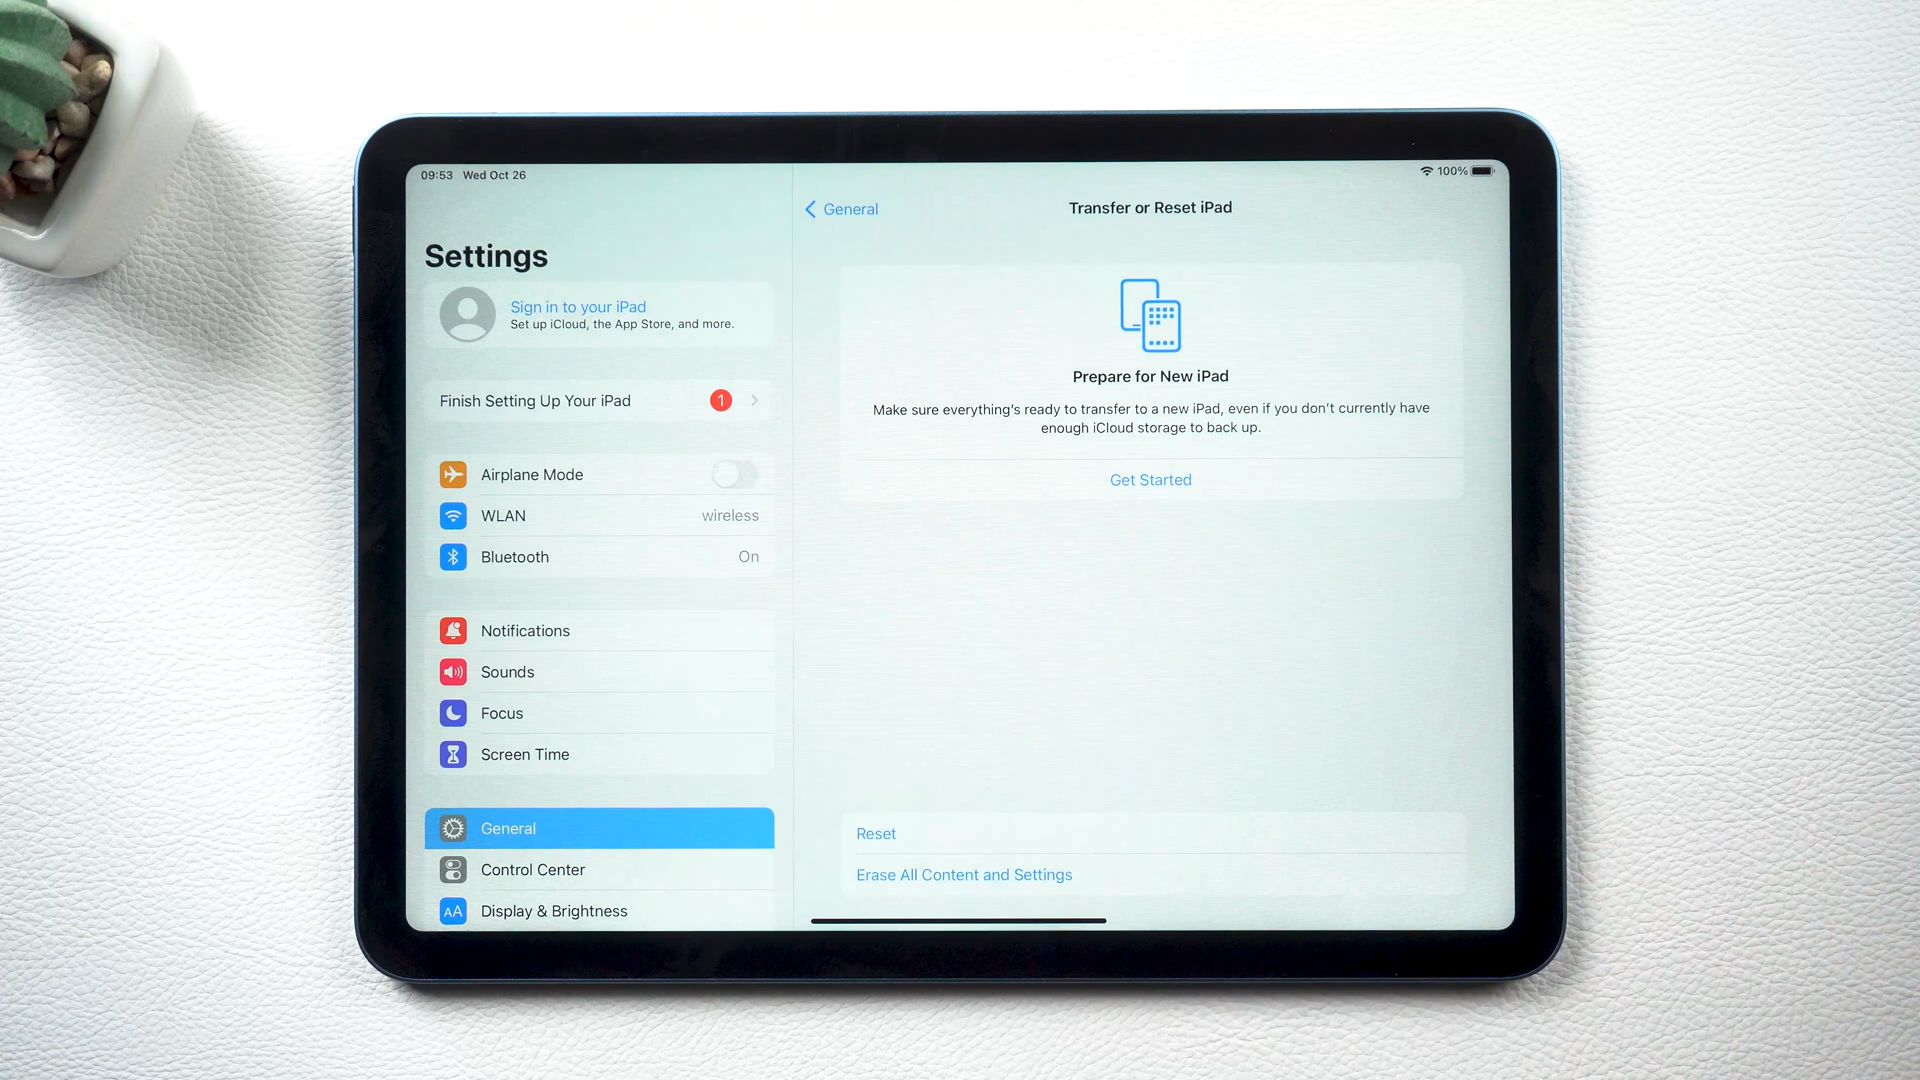 09:53 Wed Oct 26
100%
Settings
Sign in to your iPad
Set up iCloud, the App Store, and more.
Finish Setting Up Your iPad 1
Airplane Mode
WLAN wireless
Bluetooth On
Notifications
Sounds
Focus
Screen Time
General
Control Center
AA Display & Brightness
General
Transfer or Reset iPad
Prepare for New iPad
Make sure everything's ready to transfer to a new iPad, even if you don't currently have
enough iCloud storage to back up.
Get Started
Reset
Erase All Content and Settings